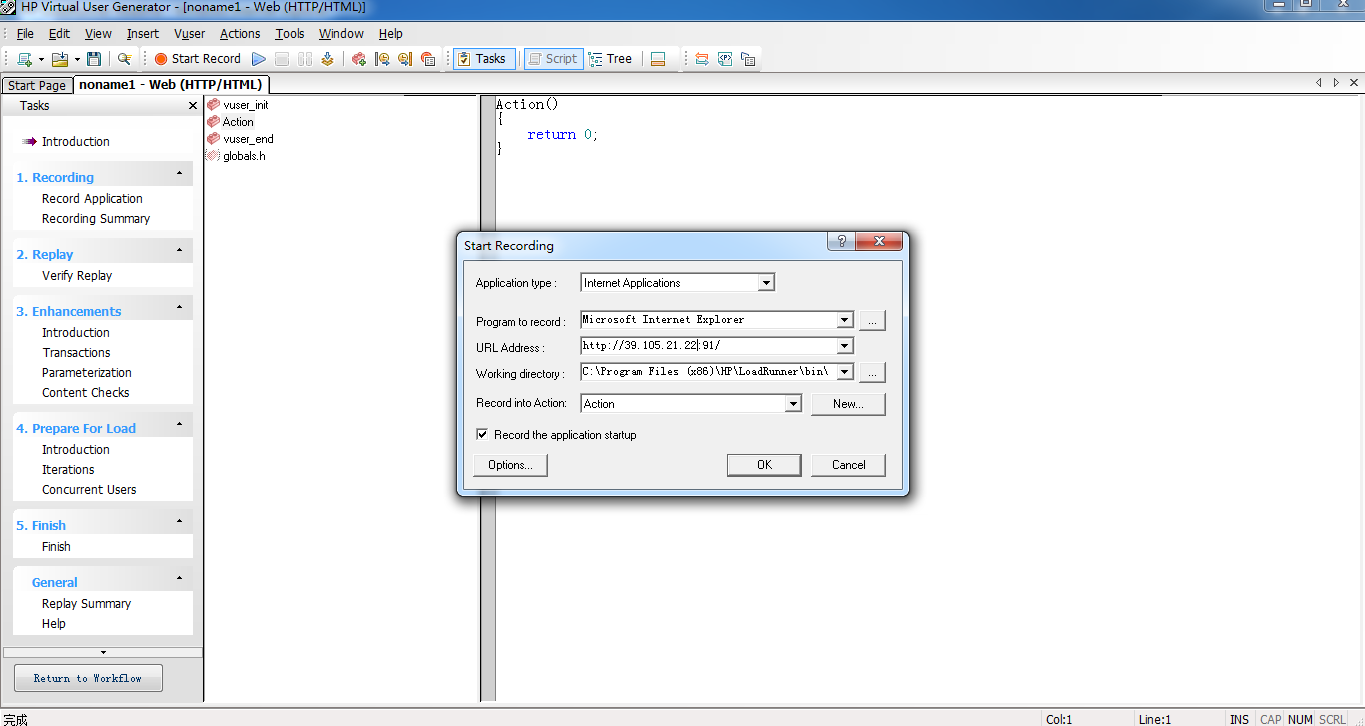 HP Virtual User Generator - [noname1 - Web (HTTP/HTML)]
File Edit View Insert Vuser Actions Tools Window Help
Start Record Tasks Script Tree
Start Page noname1 - Web (HTTP/HTML)
Tasks
Introduction
1. Recording
Record Application
Recording Summary
2. Replay
Verify Replay
3. Enhancements
Introduction
Transactions
Parameterization
Content Checks
4. Prepare For Load
Introduction
Iterations
Concurrent Users
5. Finish
Finish
General
Replay Summary
Help
Return to Workflow
vuser_init
Action
vuser_end
globals.h
Action()
{
return 0;
}
Start Recording
Application type : Internet Applications
Program to record : Microsoft Internet Explorer ...
URL Address : http://39.105.21.22:91/
Working directory : C:\Program Files (x86)\HP\LoadRunner\bin\ ...
Record into Action: Action New...
Record the application startup
Options... OK Cancel
完成 Col:1 Line:1 INS CAP NUM SCRL